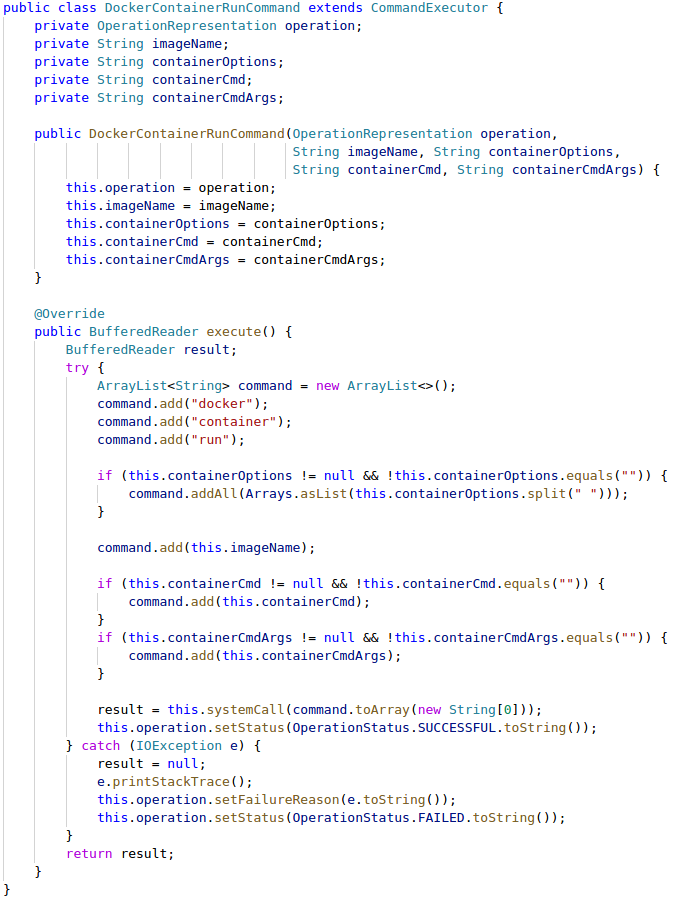 public class DockerContainerRunCommand extends CommandExecutor {
    private OperationRepresentation operation;
    private String imageName;
    private String containerOptions;
    private String containerCmd;
    private String containerCmdArgs;

    public DockerContainerRunCommand(OperationRepresentation operation,
                                     String imageName, String containerOptions,
                                     String containerCmd, String containerCmdArgs) {
        this.operation = operation;
        this.imageName = imageName;
        this.containerOptions = containerOptions;
        this.containerCmd = containerCmd;
        this.containerCmdArgs = containerCmdArgs;
    }

    @Override
    public BufferedReader execute() {
        BufferedReader result;
        try {
            ArrayList<String> command = new ArrayList<>();
            command.add("docker");
            command.add("container");
            command.add("run");

            if (this.containerOptions != null && !this.containerOptions.equals("")) {
                command.addAll(Arrays.asList(this.containerOptions.split(" ")));
            }

            command.add(this.imageName);

            if (this.containerCmd != null && !this.containerCmd.equals("")) {
                command.add(this.containerCmd);
            }
            if (this.containerCmdArgs != null && !this.containerCmdArgs.equals("")) {
                command.add(this.containerCmdArgs);
            }

            result = this.systemCall(command.toArray(new String[0]));
            this.operation.setStatus(OperationStatus.SUCCESSFUL.toString());
        } catch (IOException e) {
            result = null;
            e.printStackTrace();
            this.operation.setFailureReason(e.toString());
            this.operation.setStatus(OperationStatus.FAILED.toString());
        }
        return result;
    }
}